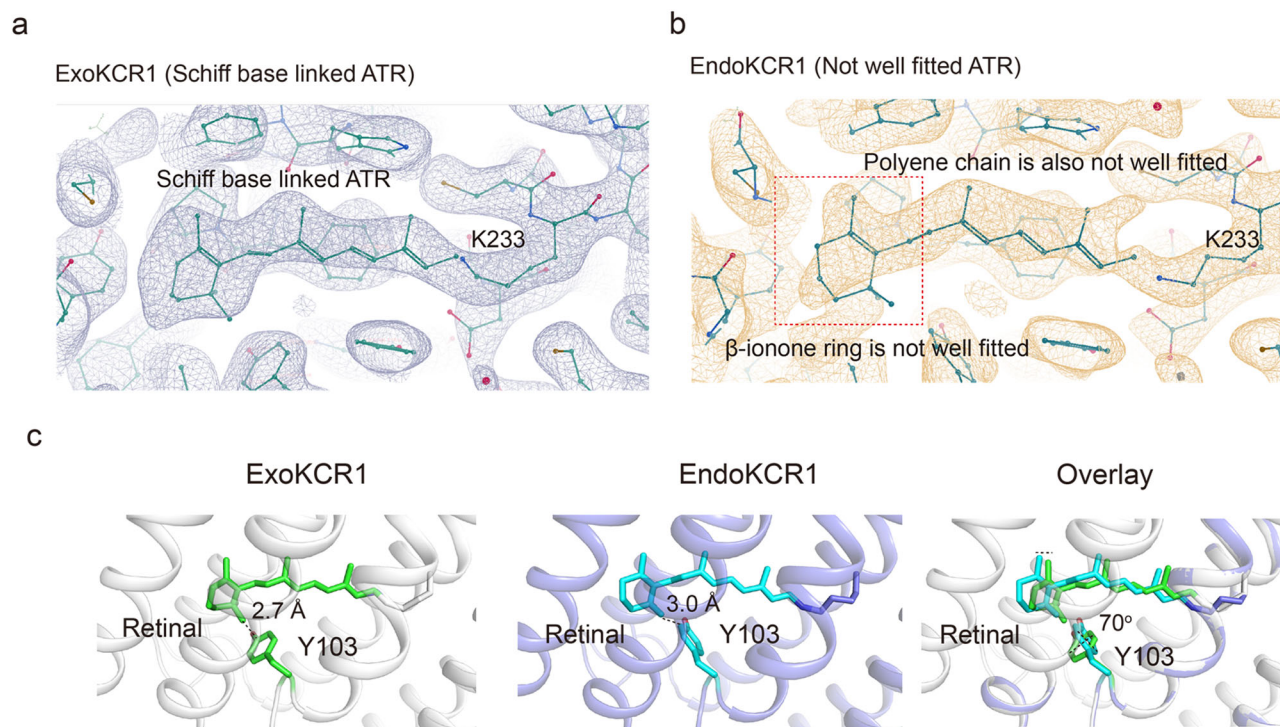 a
ExoKCR1 (Schiff base linked ATR)
Schiff base linked ATR
K233
b
EndoKCR1 (Not well fitted ATR)
Polyene chain is also not well fitted
K233
β-ionone ring is not well fitted
c
ExoKCR1
2.7 Å
Retinal
Y103
EndoKCR1
3.0 Å
Retinal
Y103
Overlay
70°
Retinal
Y103